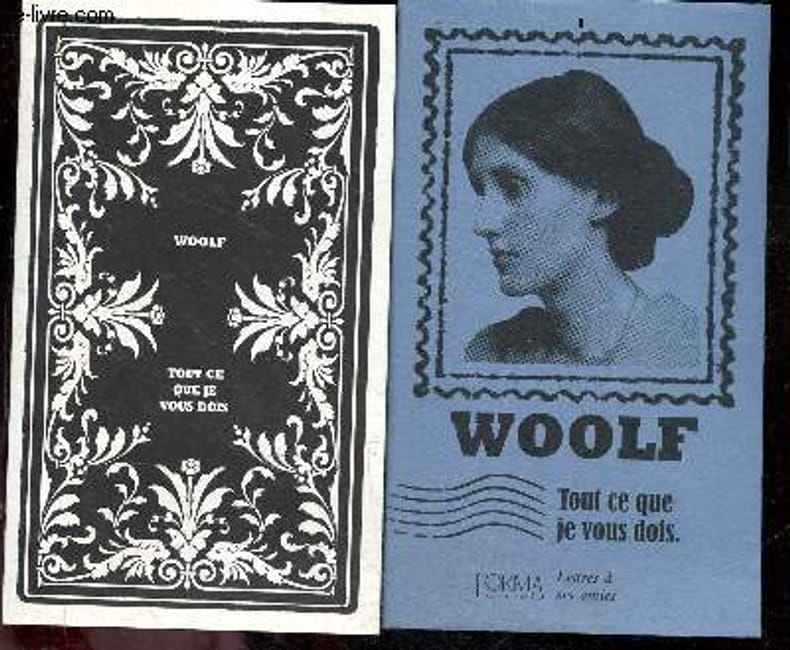 e-livre.com
WOOLF
TOUT CE
QUE JE
VOUS DOIS
WOOLF
Tout ce que
je vous dois.
L'ORMA
Lettres à
ses amies